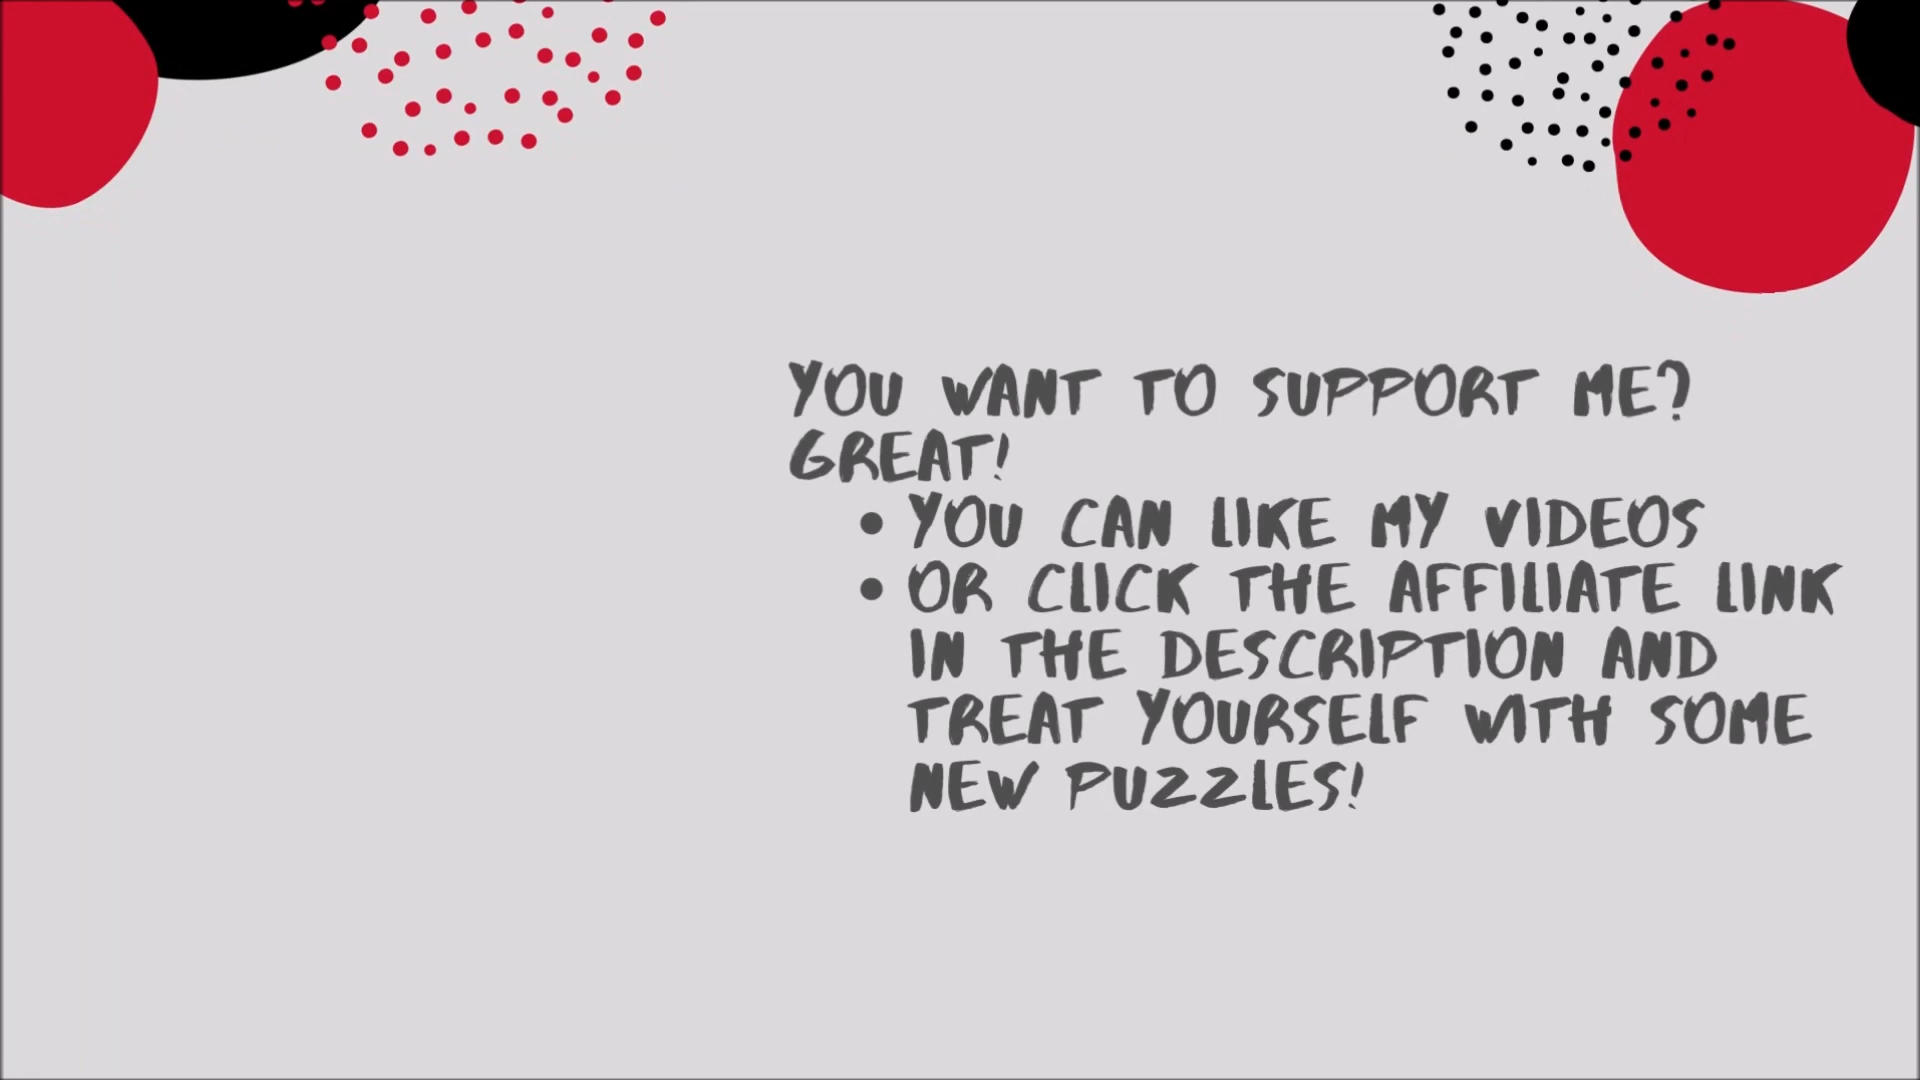 YOU WANT TO SUPPORT ME?
GREAT!
• YOU CAN LIKE MY VIDEOS
• OR CLICK THE AFFILIATE LINK
IN THE DESCRIPTION AND
TREAT YOURSELF WITH SOME
NEW PUZZLES!